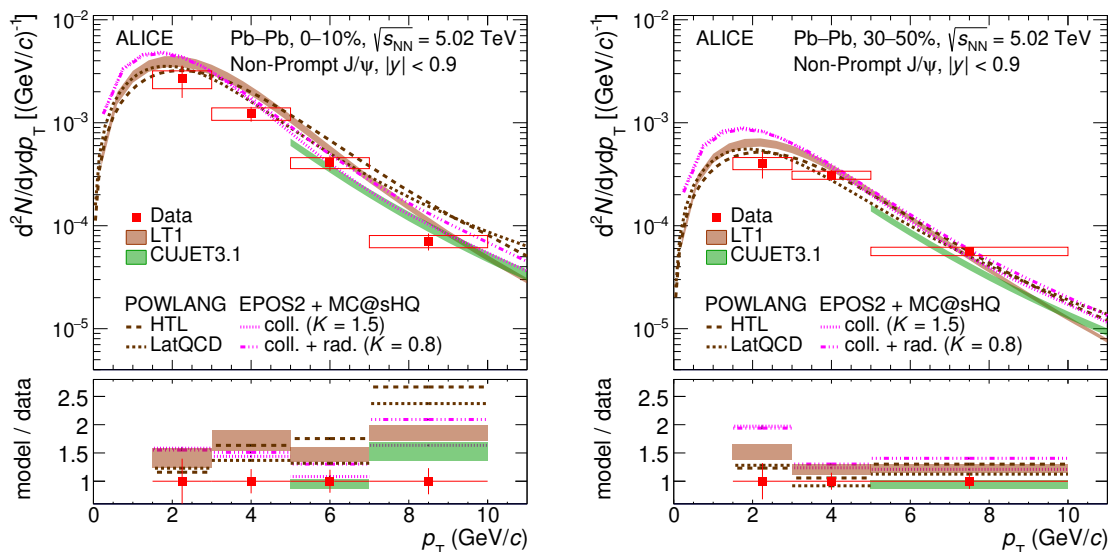 ALICE
Pb–Pb, 0–10%, √sNN = 5.02 TeV
Non-Prompt J/ψ, |y| < 0.9
d²N/dydpT [(GeV/c)⁻¹]
10⁻²
10⁻³
10⁻⁴
10⁻⁵
Data
LT1
CUJET3.1
POWLANG EPOS2 + MC@sHQ
HTL coll. (K = 1.5)
LatQCD coll. + rad. (K = 0.8)
model / data
2.5
2
1.5
1
0 2 4 6 8 10
pT (GeV/c)
ALICE
Pb–Pb, 30–50%, √sNN = 5.02 TeV
Non-Prompt J/ψ, |y| < 0.9
d²N/dydpT [(GeV/c)⁻¹]
10⁻²
10⁻³
10⁻⁴
10⁻⁵
Data
LT1
CUJET3.1
POWLANG EPOS2 + MC@sHQ
HTL coll. (K = 1.5)
LatQCD coll. + rad. (K = 0.8)
model / data
2.5
2
1.5
1
0 2 4 6 8 10
pT (GeV/c)